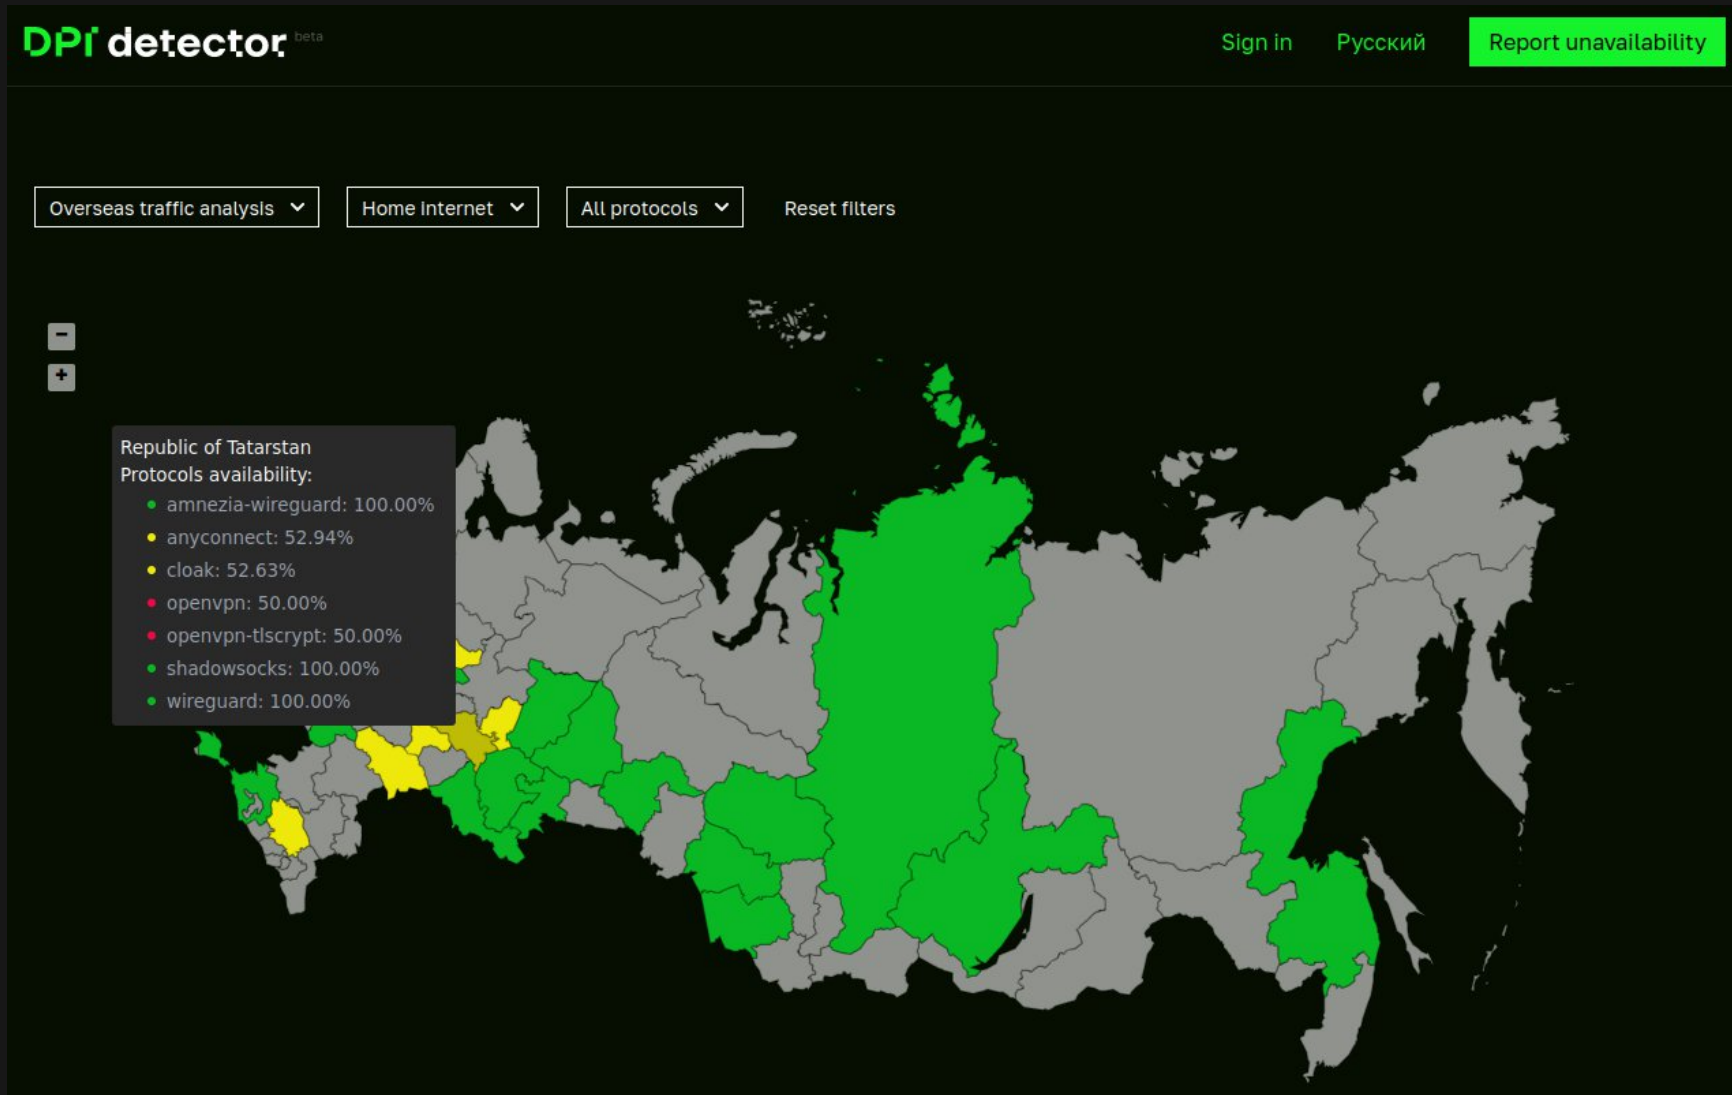 DPI detector beta
Sign in
Русский
Report unavailability
Overseas traffic analysis
Home Internet
All protocols
Reset filters
−
+
Republic of Tatarstan
Protocols availability:
amnezia-wireguard: 100.00%
anyconnect: 52.94%
cloak: 52.63%
openvpn: 50.00%
openvpn-tlscrypt: 50.00%
shadowsocks: 100.00%
wireguard: 100.00%